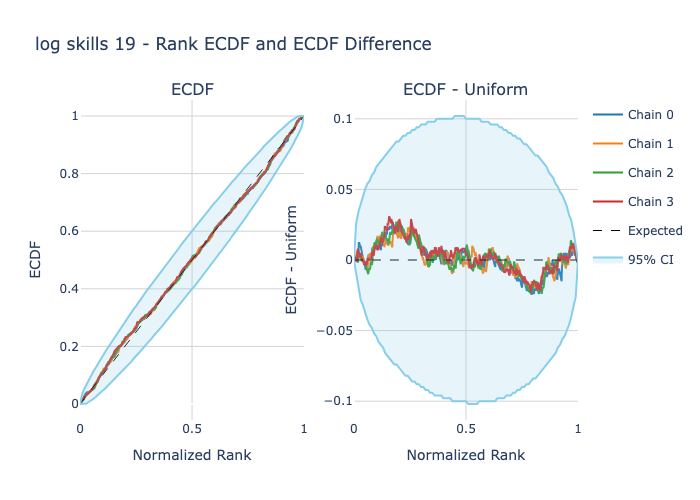 log skills 19 - Rank ECDF and ECDF Difference
ECDF
ECDF - Uniform
1
0.8
0.6
0.4
0.2
0
0
0.5
1
ECDF
Normalized Rank
0.1
0.05
0
−0.05
−0.1
0
0.5
1
ECDF - Uniform
Normalized Rank
Chain 0
Chain 1
Chain 2
Chain 3
Expected
95% CI